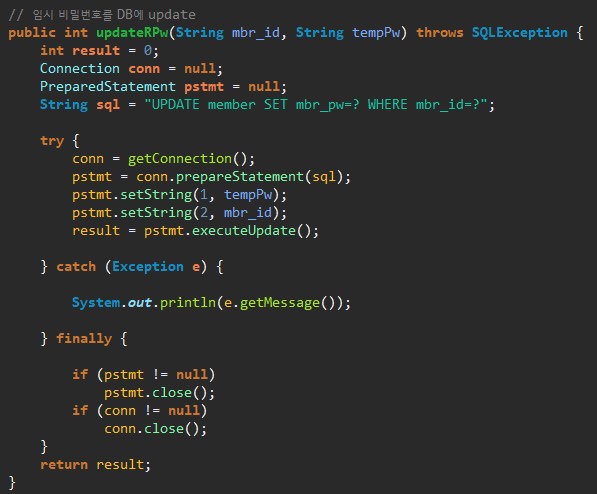 // 임시 비밀번호를 DB에 update
public int updateRPw(String mbr_id, String tempPw) throws SQLException {
    int result = 0;
    Connection conn = null;
    PreparedStatement pstmt = null;
    String sql = "UPDATE member SET mbr_pw=? WHERE mbr_id=?";

    try {
        conn = getConnection();
        pstmt = conn.prepareStatement(sql);
        pstmt.setString(1, tempPw);
        pstmt.setString(2, mbr_id);
        result = pstmt.executeUpdate();

    } catch (Exception e) {

        System.out.println(e.getMessage());

    } finally {

        if (pstmt != null)
            pstmt.close();
        if (conn != null)
            conn.close();
    }
    return result;
}